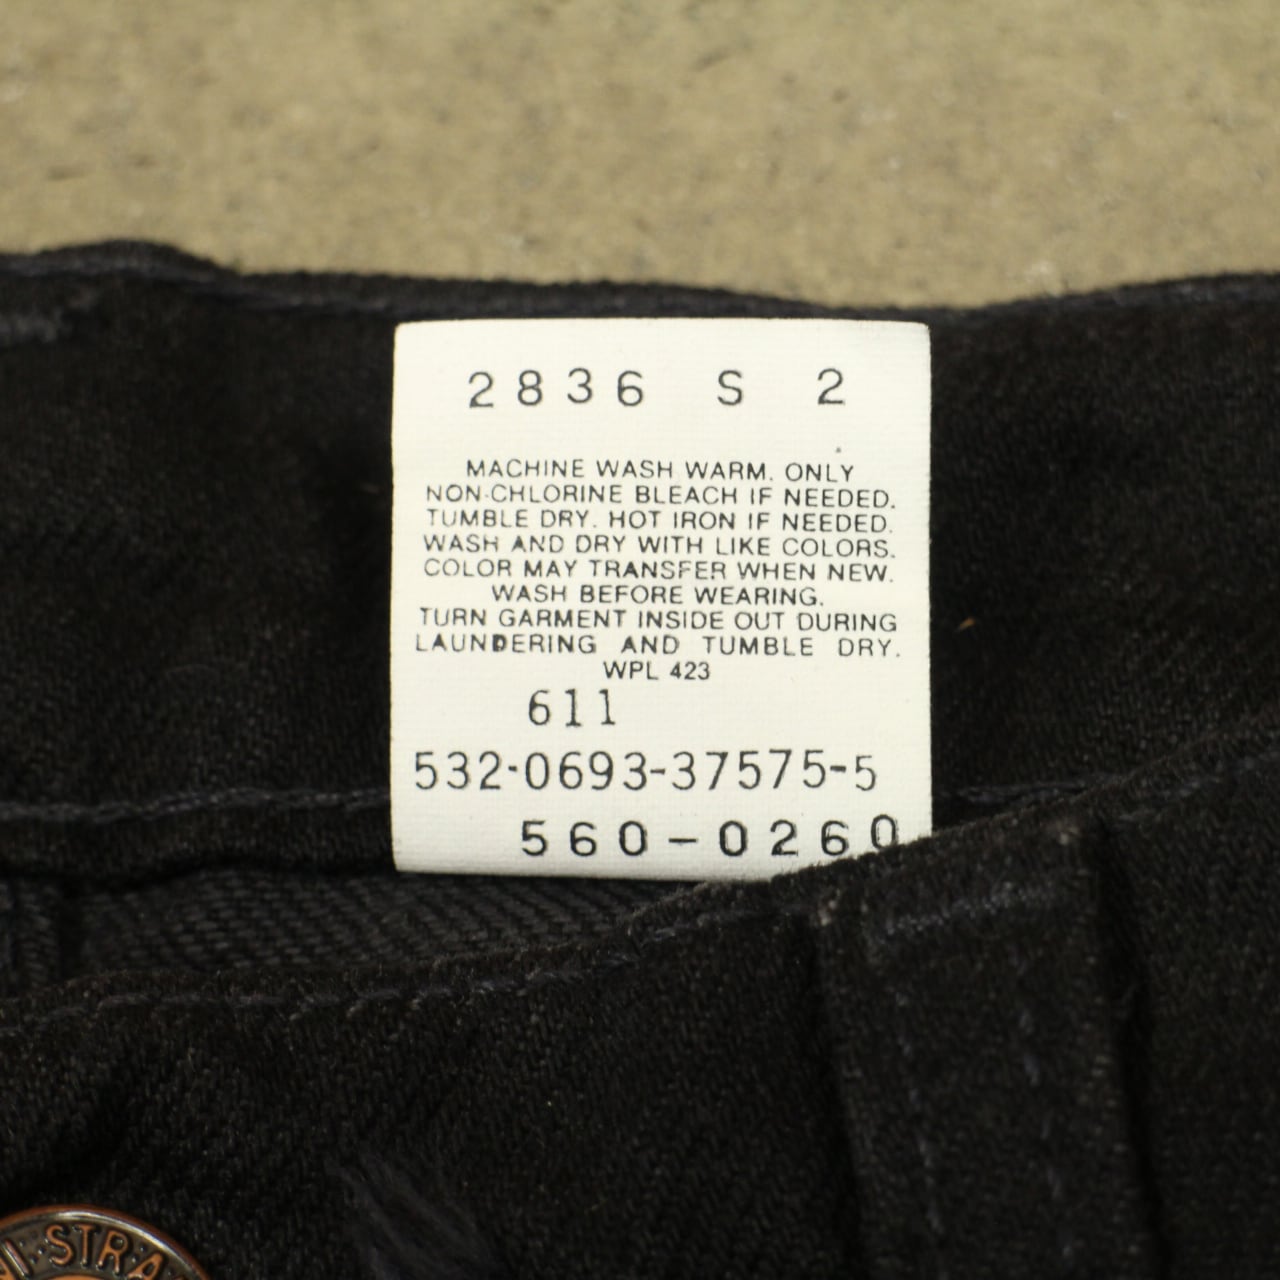 2836 S 2
MACHINE WASH WARM. ONLY
NON-CHLORINE BLEACH IF NEEDED.
TUMBLE DRY. HOT IRON IF NEEDED.
WASH AND DRY WITH LIKE COLORS.
COLOR MAY TRANSFER WHEN NEW.
WASH BEFORE WEARING.
TURN GARMENT INSIDE OUT DURING
LAUNDERING AND TUMBLE DRY.
WPL 423
611
532-0693-37575-5
560-0260